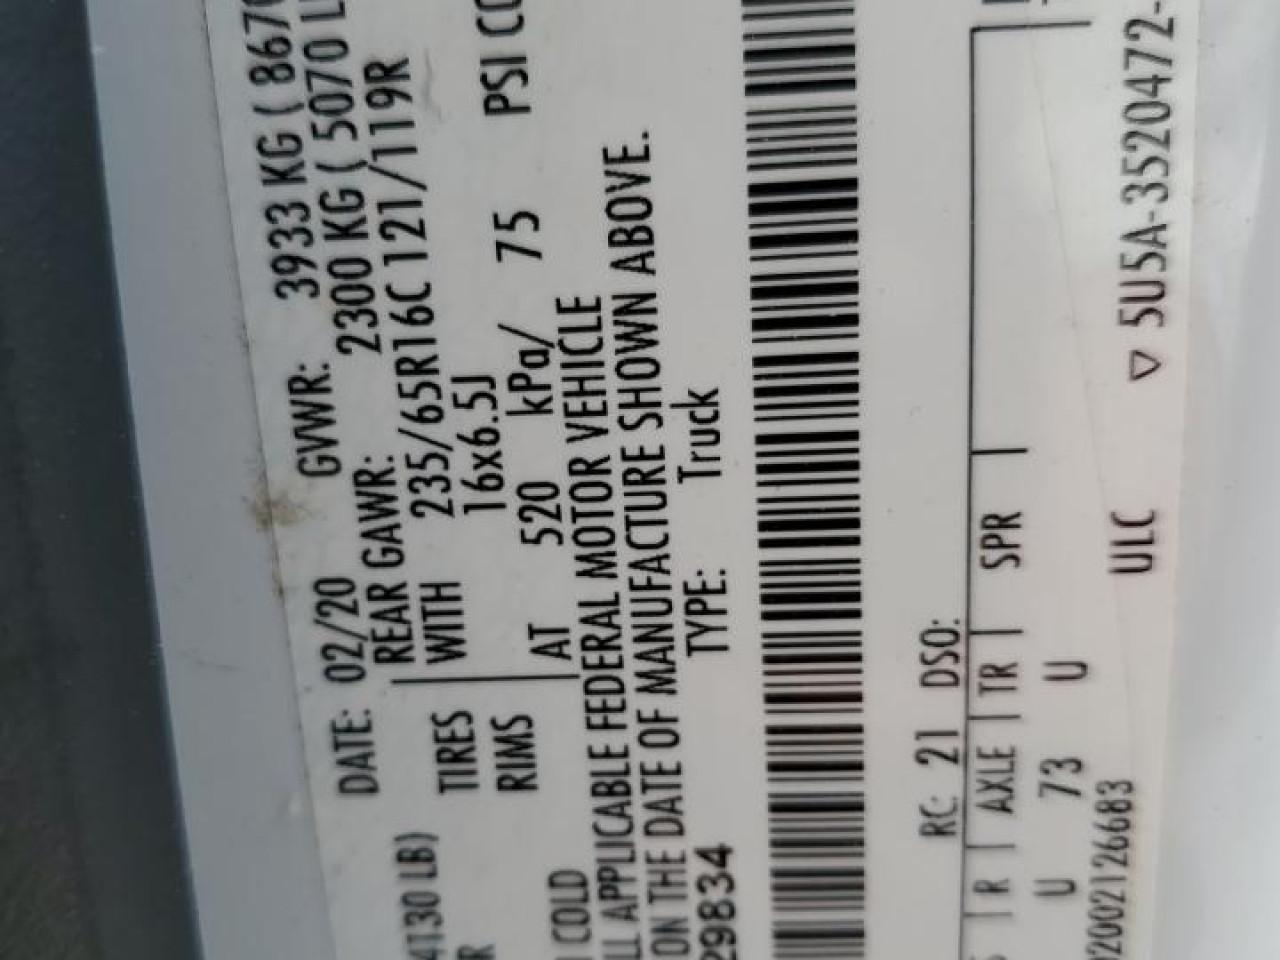 DATE: 02/20 GVWR: 3933 KG ( 867
4130 LB) REAR GAWR: 2300 KG ( 5070 L
TIRES WITH 235/65R16C 121/119R
RIMS 16x6.5J
COLD AT 520 kPa/ 75 PSI CO
LL APPLICABLE FEDERAL MOTOR VEHICLE
ON THE DATE OF MANUFACTURE SHOWN ABOVE.
29834 TYPE: Truck
RC: 21 DSO:
R AXLE TR SPR
U 73 U
02002126683 ULC ▽ 5U5A-3520472-